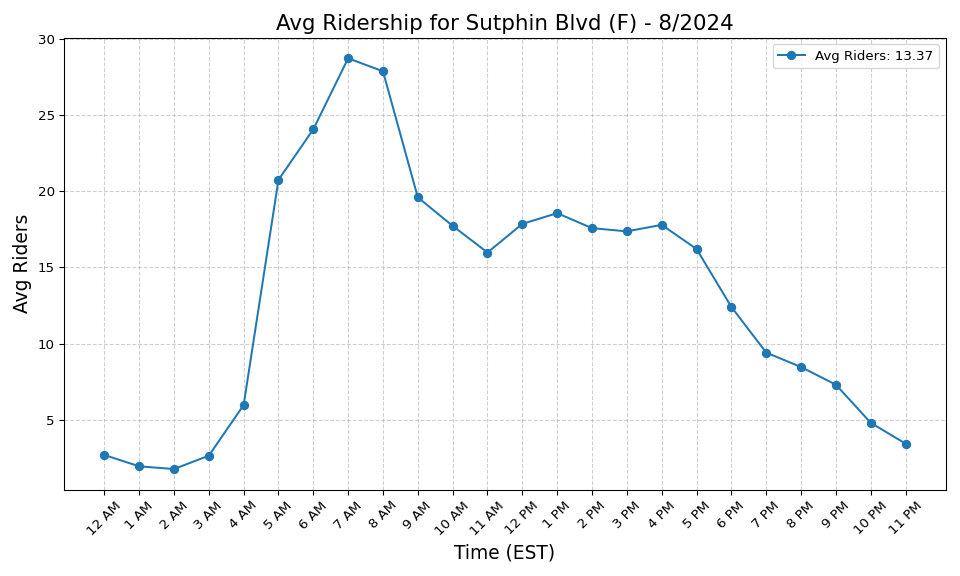 Avg Ridership for Sutphin Blvd (F) - 8/2024
Avg Riders: 13.37
30
25
20
15
10
5
Avg Riders
12 AM
1 AM
2 AM
3 AM
4 AM
5 AM
6 AM
7 AM
8 AM
9 AM
10 AM
11 AM
12 PM
1 PM
2 PM
3 PM
4 PM
5 PM
6 PM
7 PM
8 PM
9 PM
10 PM
11 PM
Time (EST)